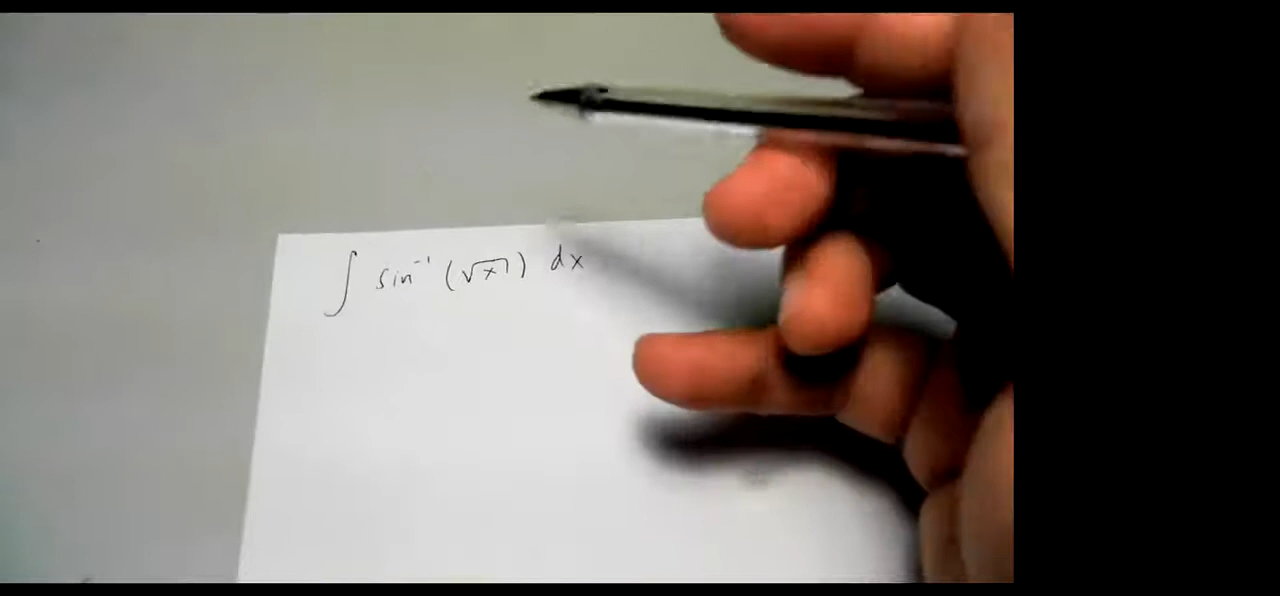 ∫ sin⁻¹ (√x) dx